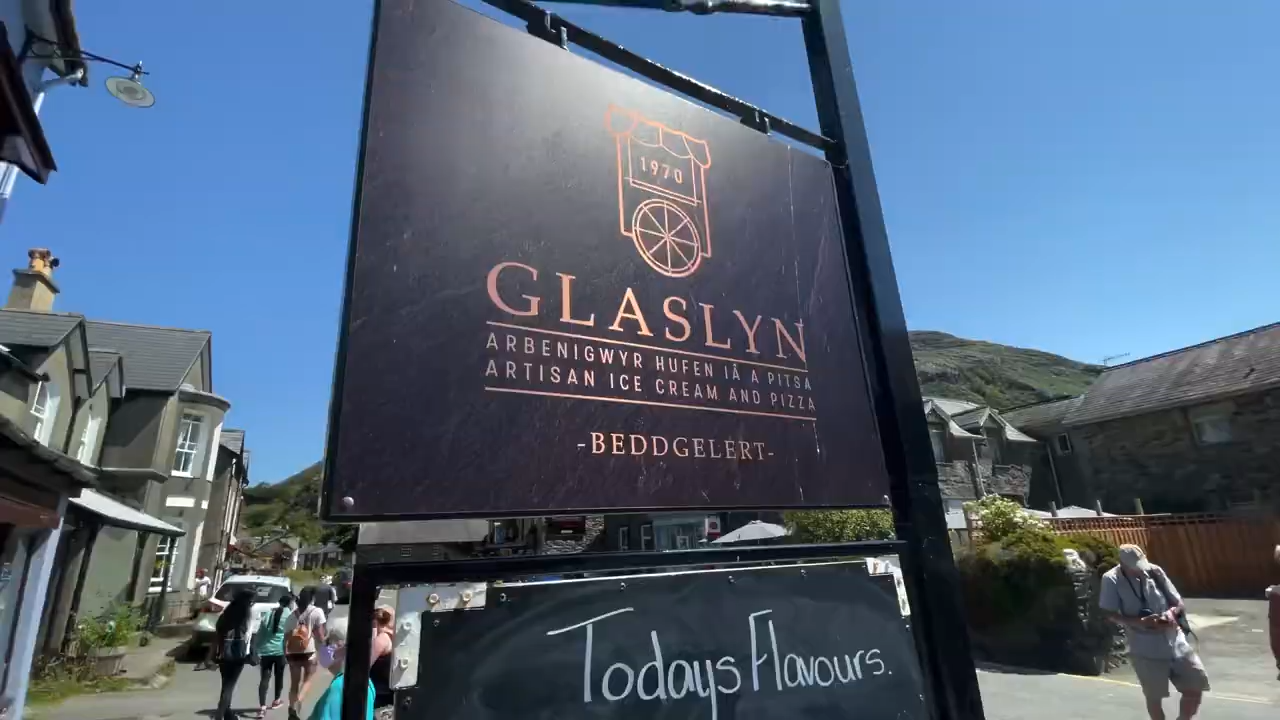 1970
GLASLYN
ARBENIGWYR HUFEN IÂ A PITSA
ARTISAN ICE CREAM AND PIZZA
-BEDDGELERT-
Todays Flavours.